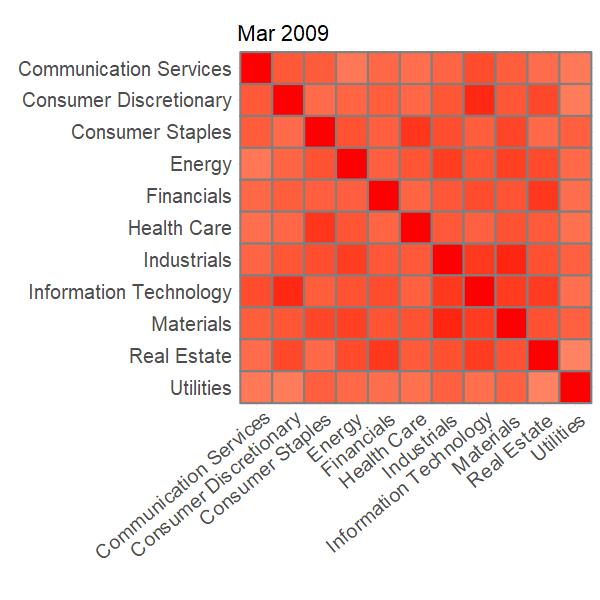 Mar 2009
Communication Services
Consumer Discretionary
Consumer Staples
Energy
Financials
Health Care
Industrials
Information Technology
Materials
Real Estate
Utilities
Communication Services
Consumer Discretionary
Consumer Staples
Energy
Financials
Health Care
Industrials
Information Technology
Materials
Real Estate
Utilities